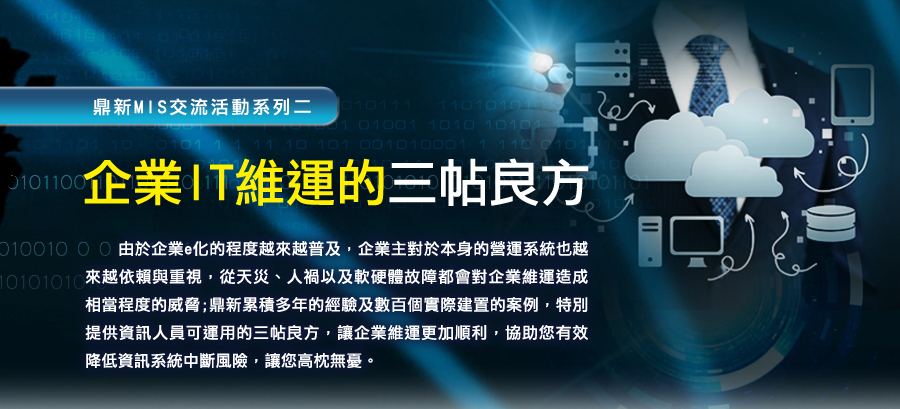 鼎新MIS交流活動系列二
企業IT維運的三帖良方
由於企業e化的程度越來越普及，企業主對於本身的營運系統也越
來越依賴與重視，從天災、人禍以及軟硬體故障都會對企業維運造成
相當程度的威脅;鼎新累積多年的經驗及數百個實際建置的案例，特別
提供資訊人員可運用的三帖良方，讓企業維運更加順利，協助您有效
降低資訊系統中斷風險，讓您高枕無憂。